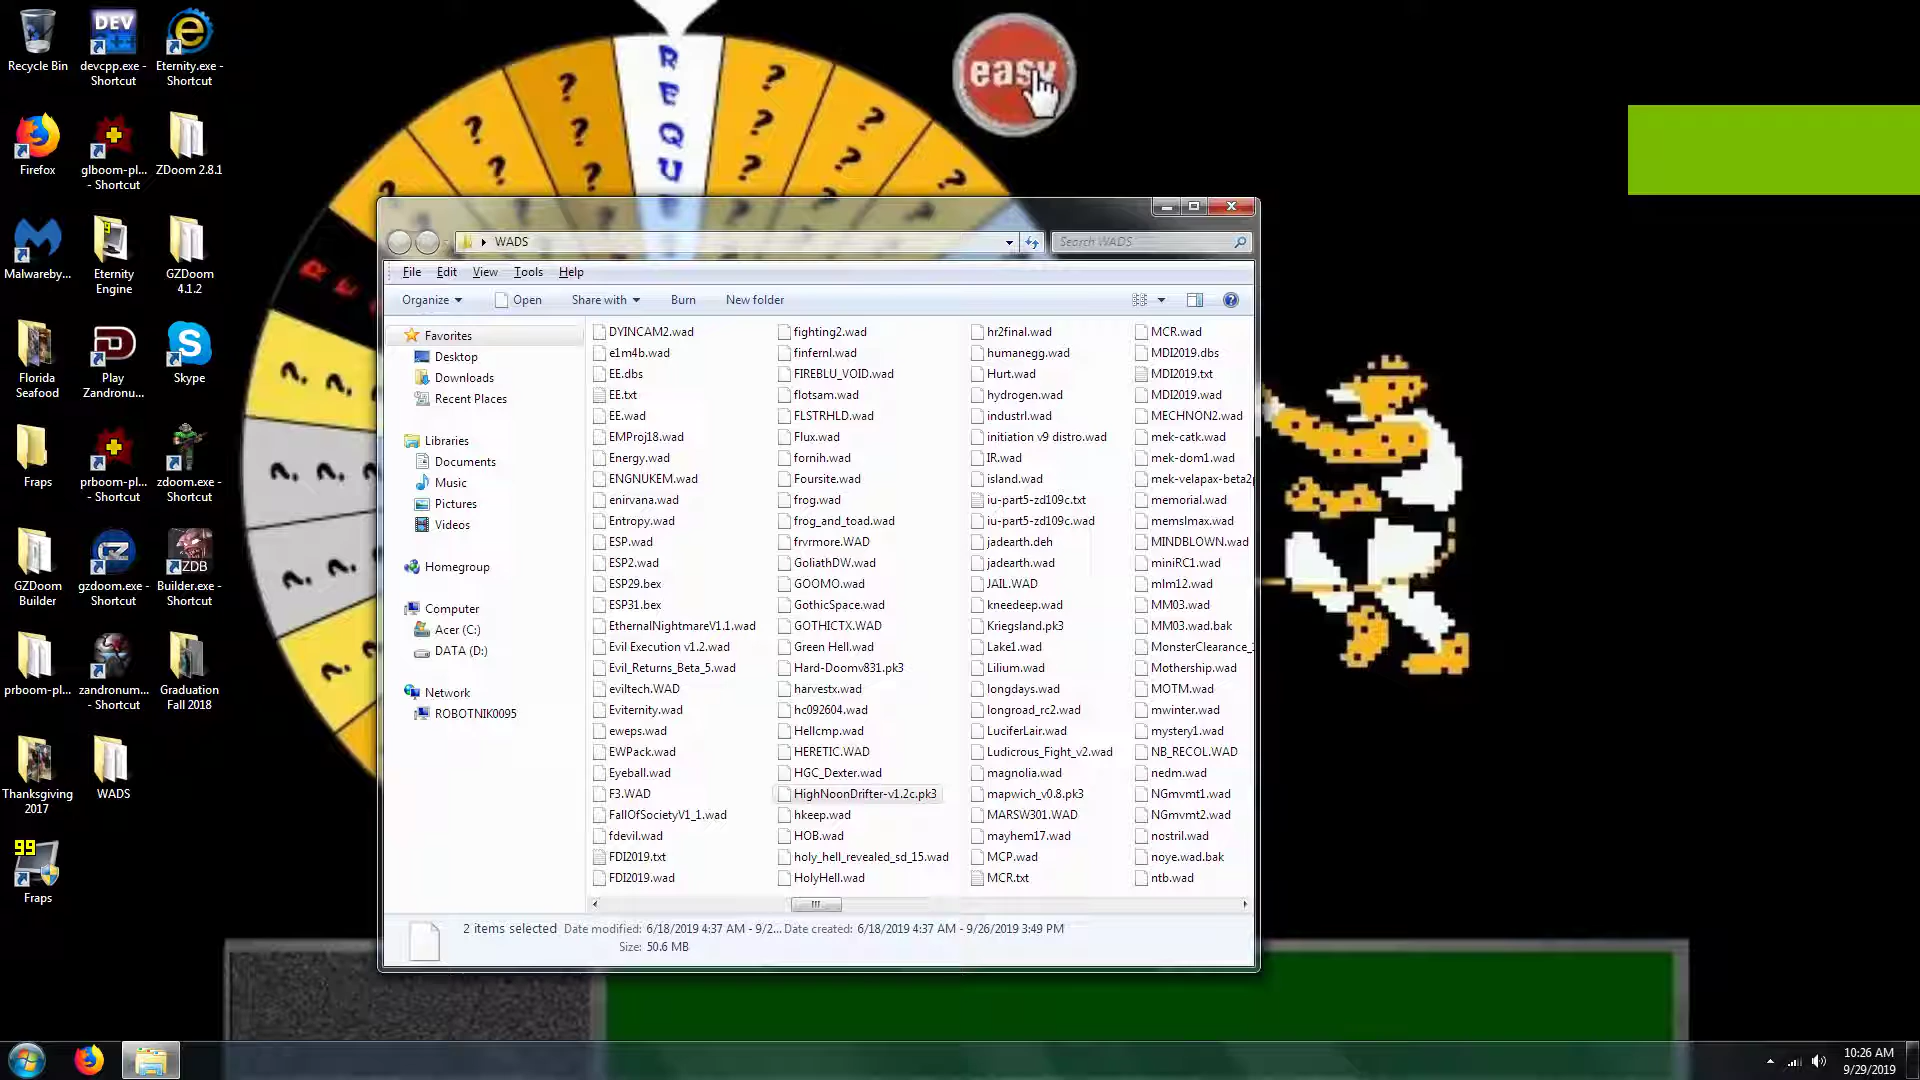 Recycle Bin
devcpp.exe - Shortcut
Eternity.exe - Shortcut
Firefox
glboom-pl... - Shortcut
ZDoom 2.8.1
Malwareby...
Eternity Engine
GZDoom 4.1.2
Florida Seafood
Play Zandronu...
Skype
Fraps
prboom-pl... - Shortcut
zdoom.exe - Shortcut
GZDoom Builder
gzdoom.exe - Shortcut
Builder.exe - Shortcut
prboom-pl...
zandronum... - Shortcut
Graduation Fall 2018
Thanksgiving 2017
WADS
99
Fraps
DEV
ZDB
REQUE
? ? ?
easy
WADS
Search WADS
File Edit View Tools Help
Organize Open Share with Burn New folder
Favorites
Desktop
Downloads
Recent Places
Libraries
Documents
Music
Pictures
Videos
Homegroup
Computer
Acer (C:)
DATA (D:)
Network
ROBOTNIK0095
DYINCAM2.wad
e1m4b.wad
EE.dbs
EE.txt
EE.wad
EMProj18.wad
Energy.wad
ENGNUKEM.wad
enirvana.wad
Entropy.wad
ESP.wad
ESP2.wad
ESP29.bex
ESP31.bex
EthernalNightmareV1.1.wad
Evil Execution v1.2.wad
Evil_Returns_Beta_5.wad
eviltech.WAD
Eviternity.wad
eweps.wad
EWPack.wad
Eyeball.wad
F3.WAD
FallOfSocietyV1_1.wad
fdevil.wad
FDI2019.txt
FDI2019.wad
fighting2.wad
finfernl.wad
FIREBLU_VOID.wad
flotsam.wad
FLSTRHLD.wad
Flux.wad
fornih.wad
Foursite.wad
frog.wad
frog_and_toad.wad
frvrmore.WAD
GoliathDW.wad
GOOMO.wad
GothicSpace.wad
GOTHICTX.WAD
Green Hell.wad
Hard-Doomv831.pk3
harvestx.wad
hc092604.wad
Hellcmp.wad
HERETIC.WAD
HGC_Dexter.wad
HighNoonDrifter-v1.2c.pk3
hkeep.wad
HOB.wad
holy_hell_revealed_sd_15.wad
HolyHell.wad
hr2final.wad
humanegg.wad
Hurt.wad
hydrogen.wad
industrl.wad
initiation v9 distro.wad
IR.wad
island.wad
iu-part5-zd109c.txt
iu-part5-zd109c.wad
jadearth.deh
jadearth.wad
JAIL.WAD
kneedeep.wad
Kriegsland.pk3
Lake1.wad
Lilium.wad
longdays.wad
longroad_rc2.wad
LuciferLair.wad
Ludicrous_Fight_v2.wad
magnolia.wad
mapwich_v0.8.pk3
MARSW301.WAD
mayhem17.wad
MCP.wad
MCR.txt
MCR.wad
MDI2019.dbs
MDI2019.txt
MDI2019.wad
MECHNON2.wad
mek-catk.wad
mek-dom1.wad
mek-velapax-beta2p
memorial.wad
memslmax.wad
MINDBLOWN.wad
miniRC1.wad
mlm12.wad
MM03.wad
MM03.wad.bak
MonsterClearance_1
Mothership.wad
MOTM.wad
mwinter.wad
mystery1.wad
NB_RECOL.WAD
nedm.wad
NGmvmt1.wad
NGmvmt2.wad
nostril.wad
noye.wad.bak
ntb.wad
2 items selected Date modified: 6/18/2019 4:37 AM - 9/2... Date created: 6/18/2019 4:37 AM - 9/26/2019 3:49 PM
Size: 50.6 MB
10:26 AM
9/29/2019